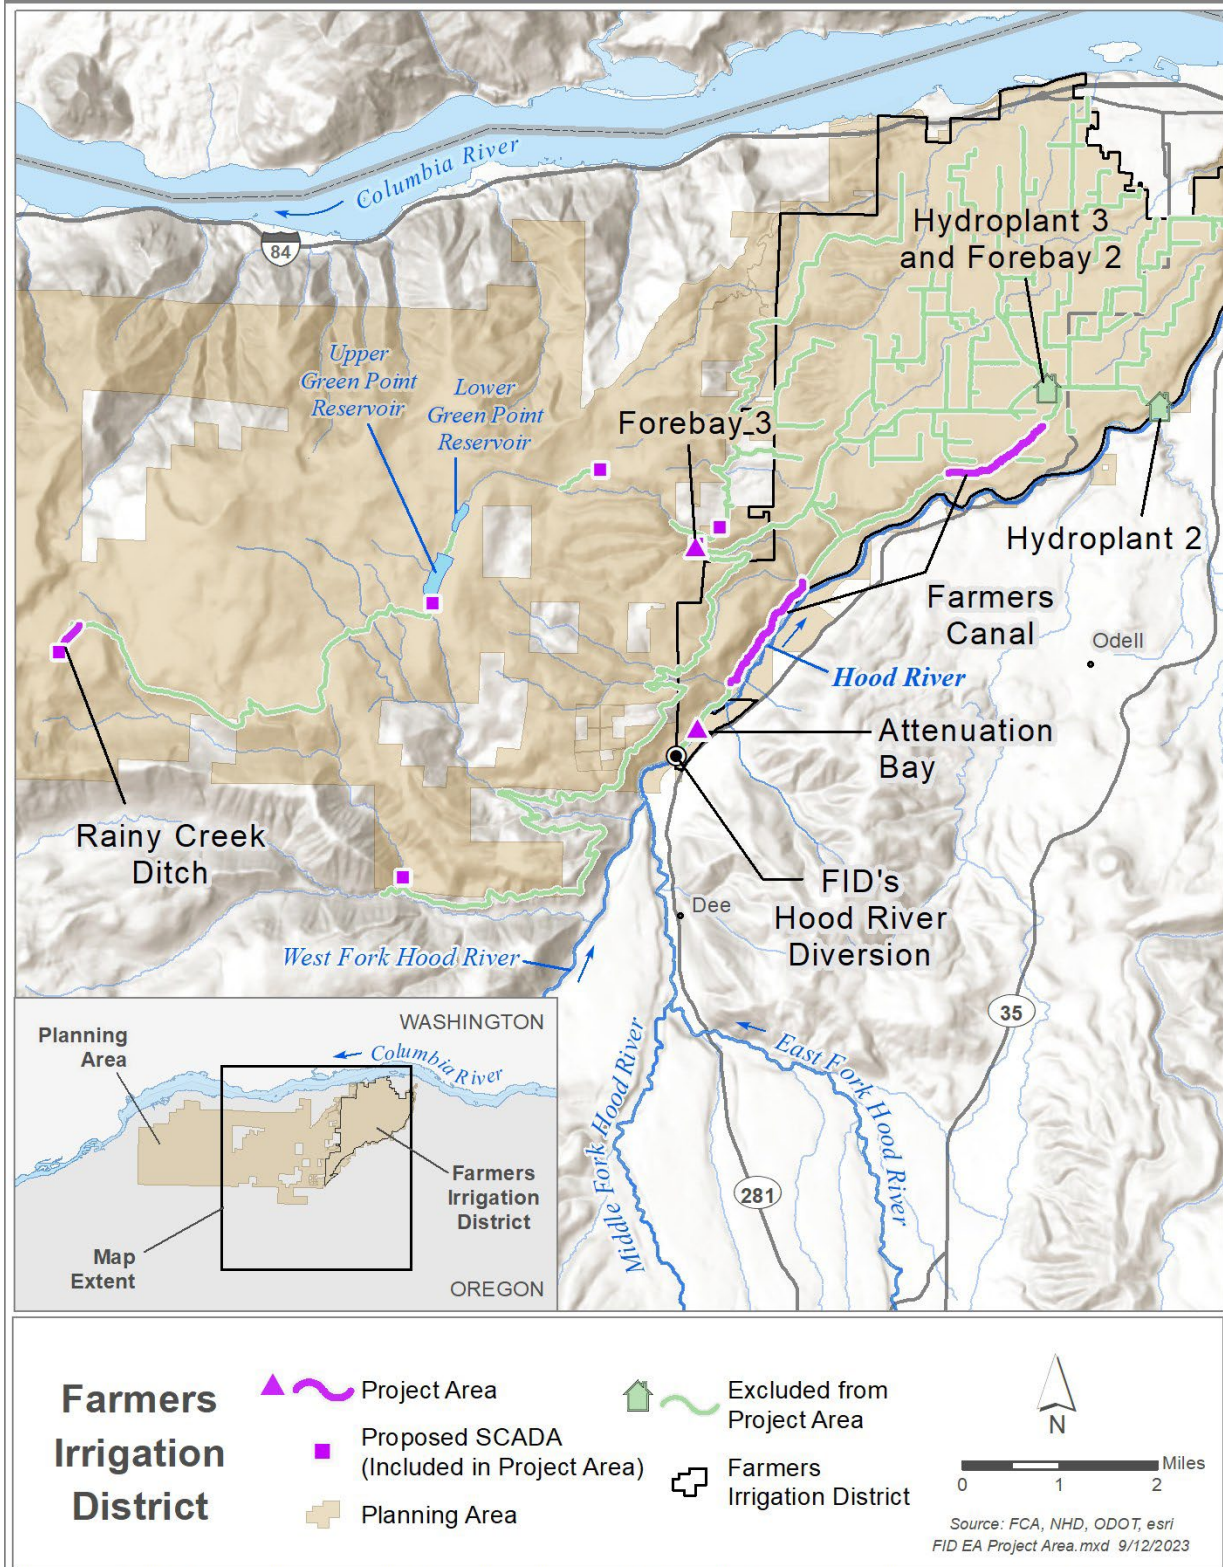 Columbia River
84
Hydroplant 3
and Forebay 2
Upper
Green Point
Reservoir
Lower
Green Point
Reservoir
Forebay 3
Hydroplant 2
Farmers
Canal
Odell
Hood River
Attenuation
Bay
Rainy Creek
Ditch
FID's
Hood River
Diversion
Dee
West Fork Hood River
35
Middle Fork Hood River
East Fork Hood River
281
WASHINGTON
Planning
Area
Columbia River
Farmers
Irrigation
District
Map
Extent
OREGON
Farmers
Irrigation
District
Project Area
Proposed SCADA
(Included in Project Area)
Planning Area
Excluded from
Project Area
Farmers
Irrigation District
N
Miles
0 1 2
Source: FCA, NHD, ODOT, esri
FID EA Project Area.mxd 9/12/2023